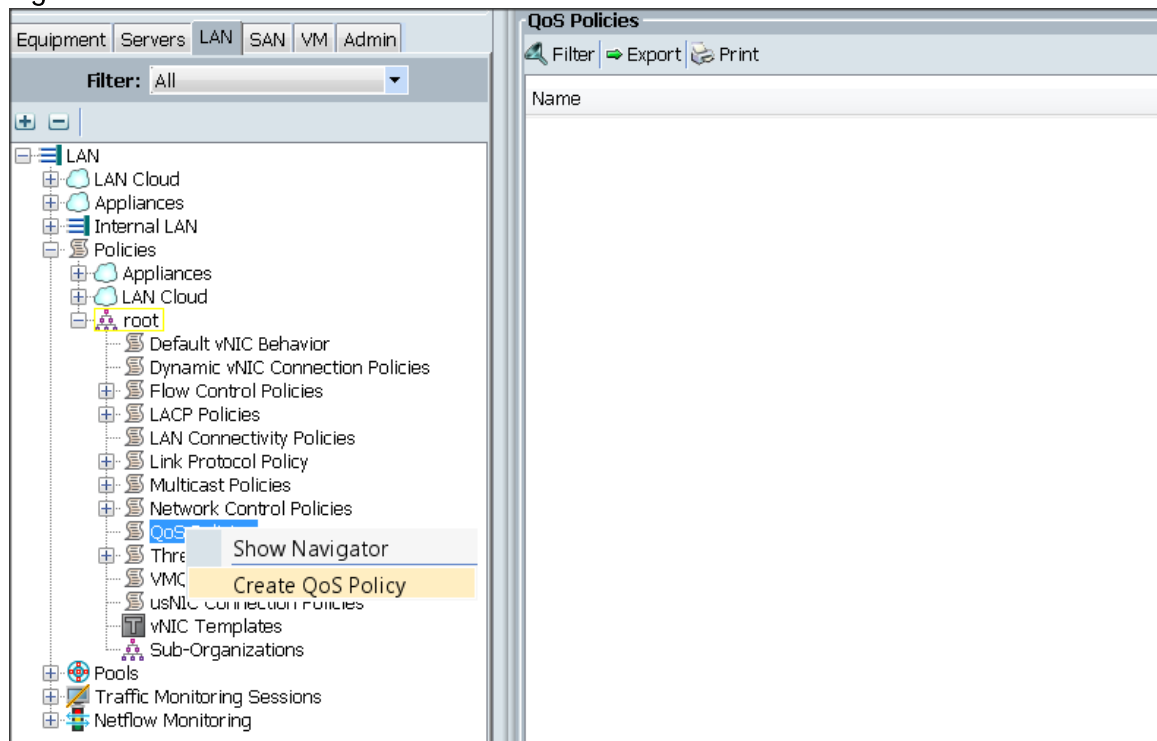 Equipment Servers LAN SAN VM Admin
Filter: All
LAN
LAN Cloud
Appliances
Internal LAN
Policies
Appliances
LAN Cloud
root
Default vNIC Behavior
Dynamic vNIC Connection Policies
Flow Control Policies
LACP Policies
LAN Connectivity Policies
Link Protocol Policy
Multicast Policies
Network Control Policies
Show Navigator
Create QoS Policy
usNIC Connection Policies
vNIC Templates
Sub-Organizations
Pools
Traffic Monitoring Sessions
Netflow Monitoring
QoS Policies
Filter Export Print
Name